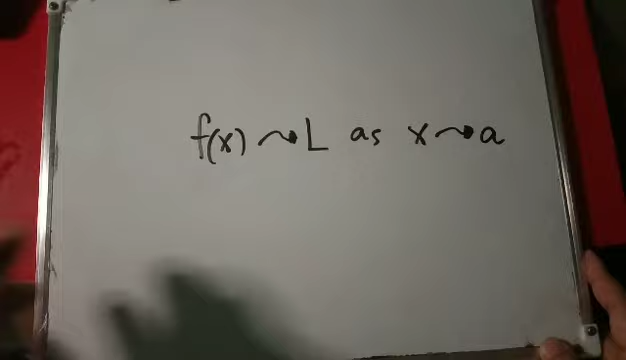 f(x) ⇝ L as x ⇝ a